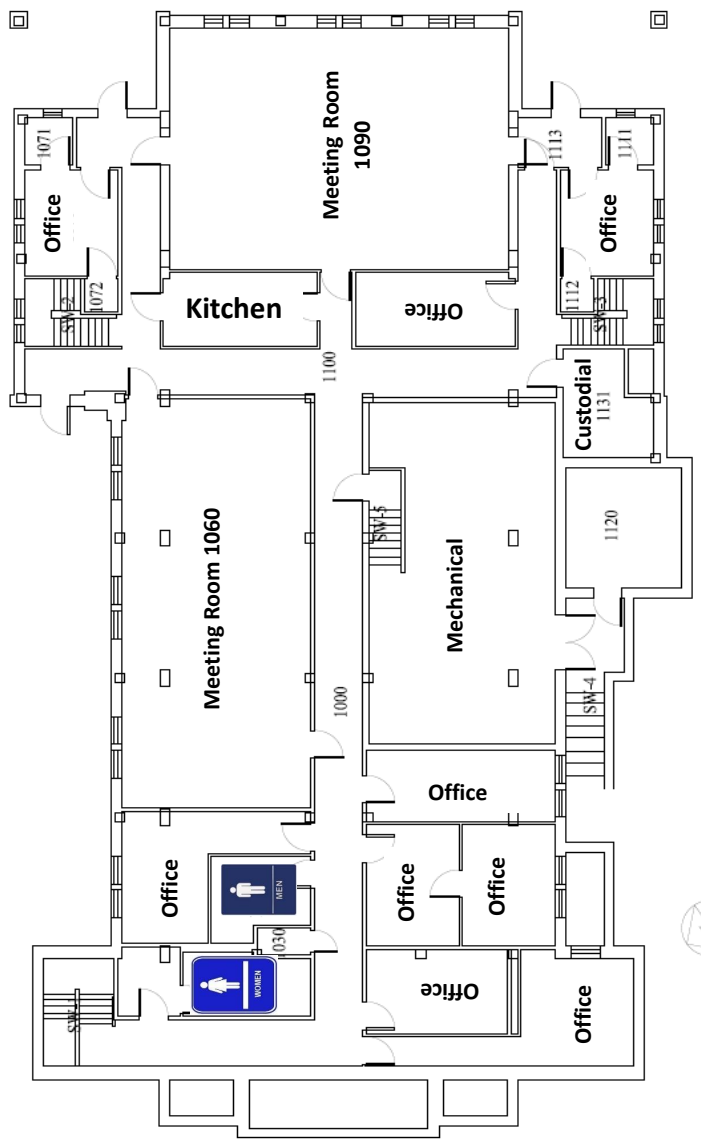 Meeting Room
1090
1071
1113
1111
Office
Office
1072
1112
SW-2
SW-3
Kitchen
Office
1100
Custodial
1131
Meeting Room 1060
SW-5
Mechanical
1120
1000
SW-4
Office
Office
MEN
Office
Office
1030
WOMEN
Office
SW-1
Office